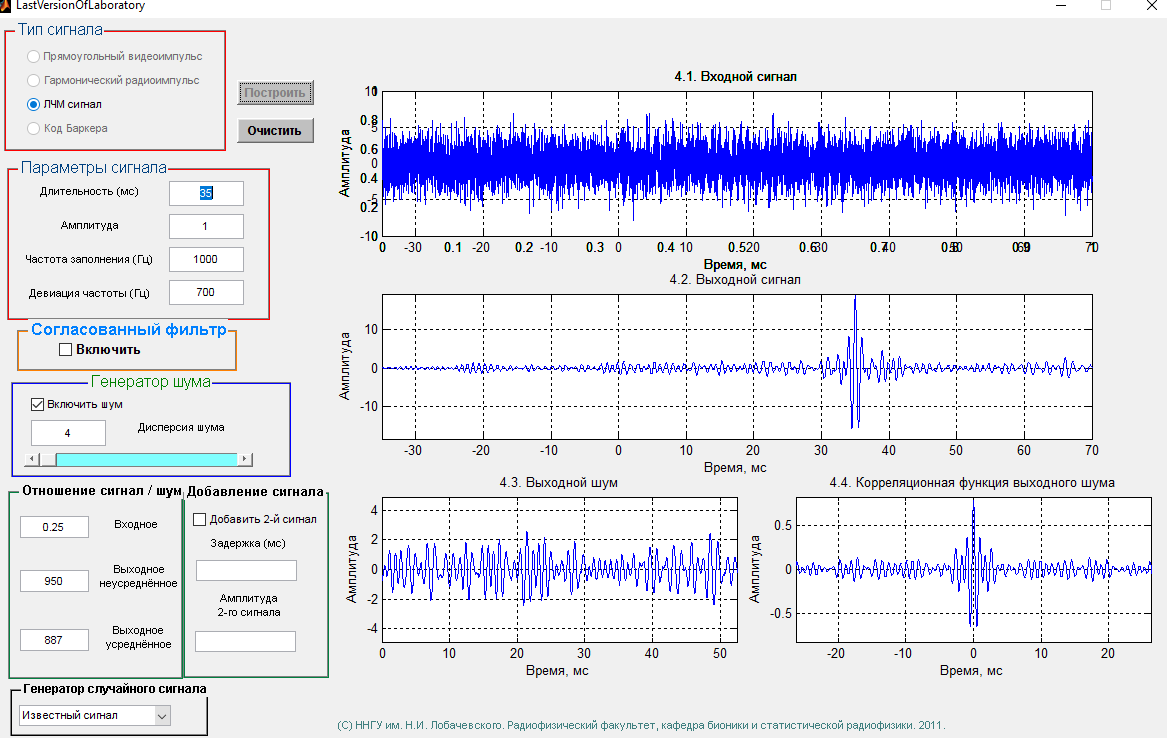 LastVersionOfLaboratory
Тип сигнала
Прямоугольный видеоимпульс
Гармонический радиоимпульс
ЛЧМ сигнал
Код Баркера
Построить
Очистить
Параметры сигнала
Длительность (мс)
35
Амплитуда
1
Частота заполнения (Гц)
1000
Девиация частоты (Гц)
700
Согласованный фильтр
Включить
Генератор шума
Включить шум
4
Дисперсия шума
Отношение сигнал / шум
0.25
Входное
950
Выходное
неусреднённое
887
Выходное
усреднённое
Добавление сигнала
Добавить 2-й сигнал
Задержка (мс)
Амплитуда
2-го сигнала
Генератор случайного сигнала
Известный сигнал
4.1. Входной сигнал
Амплитуда
10
0.8
5
0.6
0
0.4
0.2
-10
0 -30 0.1 -20 0.2 -10 0.3 0 0.4 10 0.5 20 0.6 30 0.7 40 0.8 50 0.9 60 70
Время, мс
4.2. Выходной сигнал
Амплитуда
10
0
-10
-30 -20 -10 0 10 20 30 40 50 60 70
Время, мс
4.3. Выходной шум
Амплитуда
4
2
0
-2
-4
0 10 20 30 40 50
Время, мс
4.4. Корреляционная функция выходного шума
Амплитуда
0.5
0
-0.5
-20 -10 0 10 20
Время, мс
(С) ННГУ им. Н.И. Лобачевского. Радиофизический факультет, кафедра бионики и статистической радиофизики. 2011.